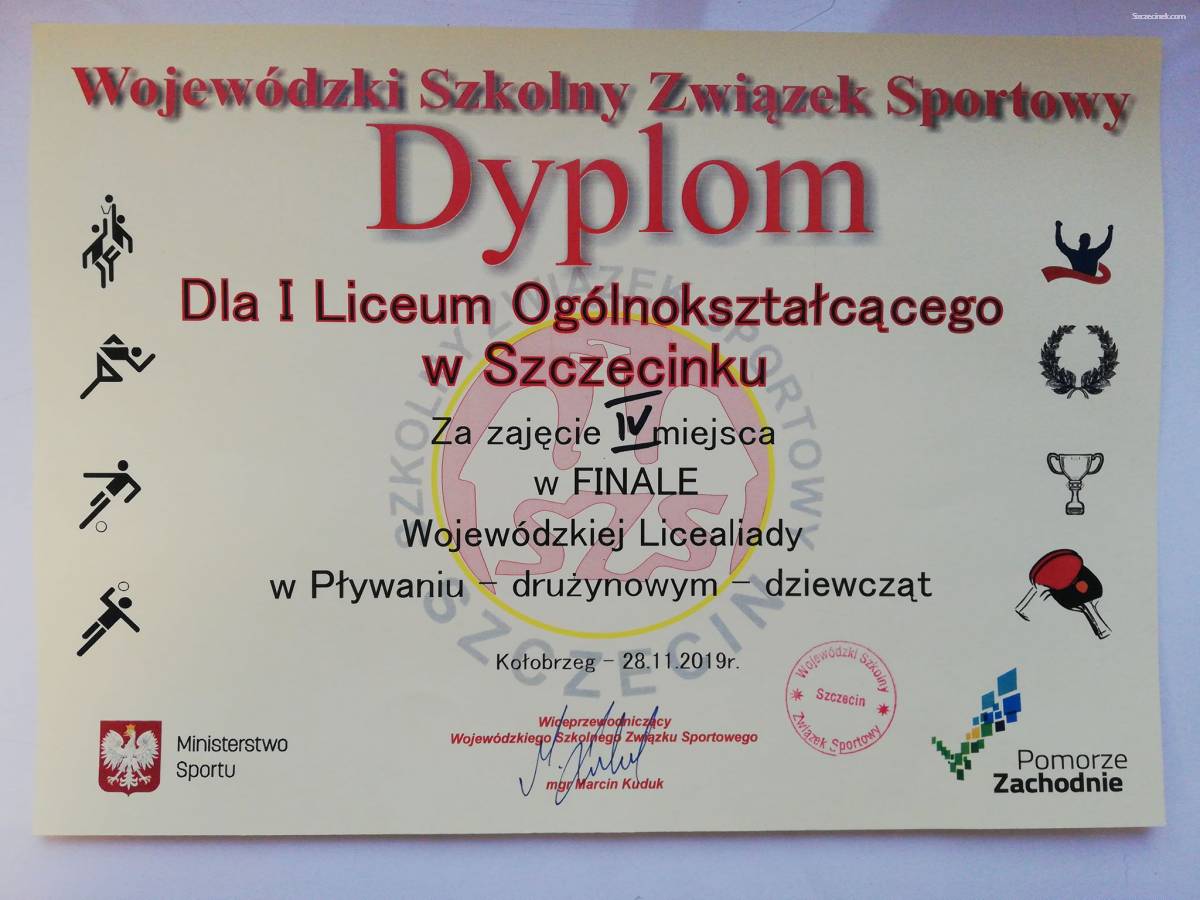 Szczecinek.com
Wojewódzki Szkolny Związek Sportowy
Dyplom
Dla I Liceum Ogólnokształcącego
w Szczecinku
Za zajęcie IV miejsca
w FINALE
Wojewódzkiej Licealiady
w Pływaniu - drużynowym - dziewcząt
Kołobrzeg - 28.11.2019r.
SZKOLNY ZWIĄZEK SPORTOWY
SZS
SZCZECIN
Wojewódzki Szkolny
Szczecin
Związek Sportowy
Wiceprzewodniczący
Wojewódzkiego Szkolnego Związku Sportowego
mgr Marcin Kuduk
Ministerstwo
Sportu
Pomorze
Zachodnie